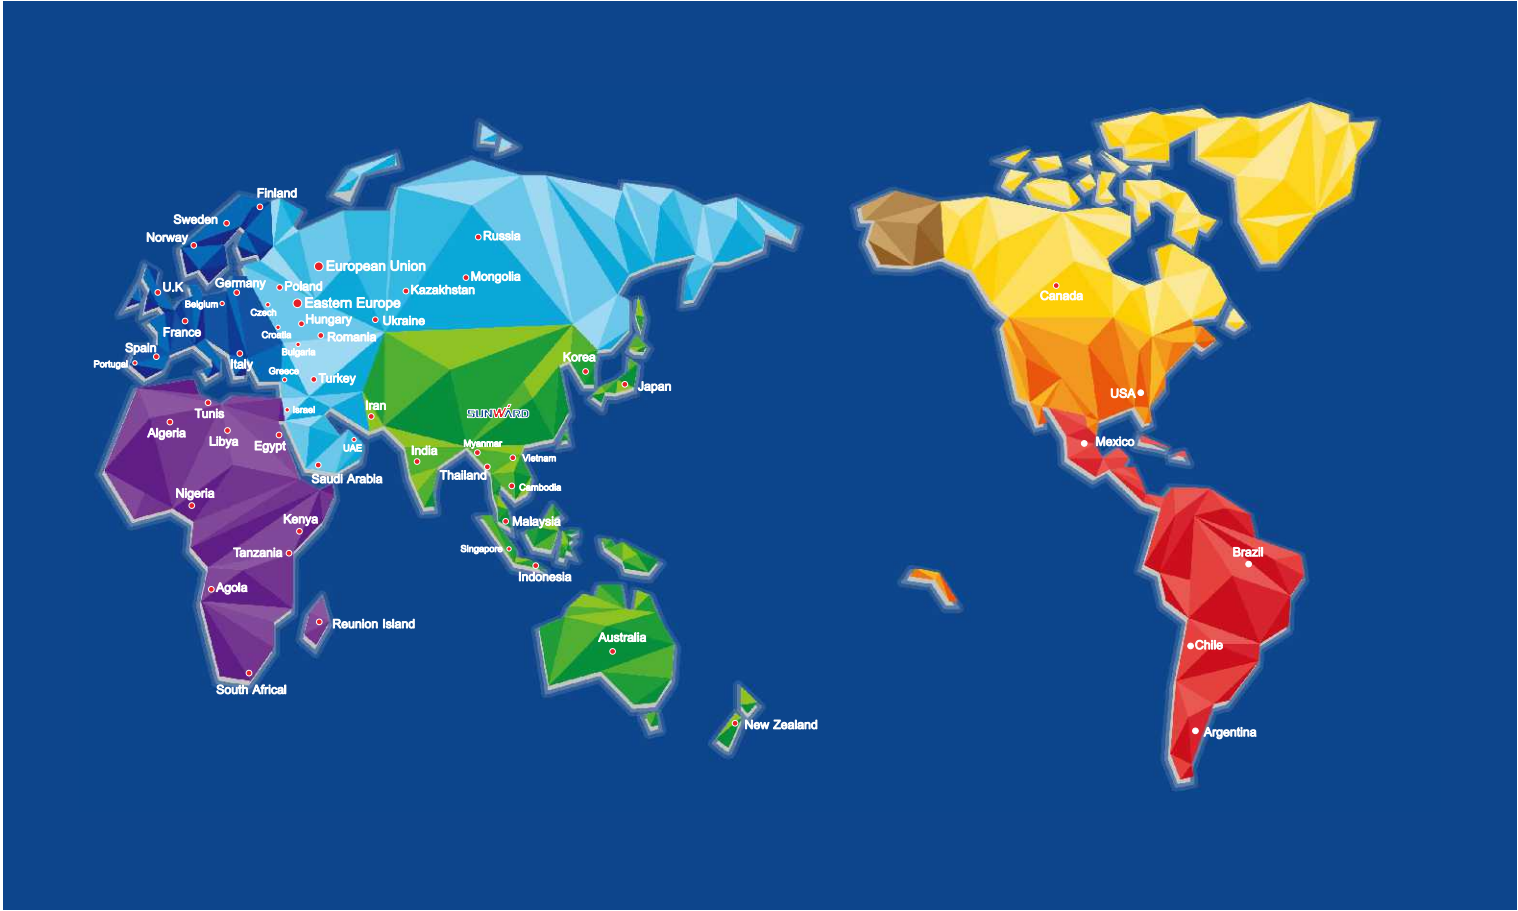 Finland
Sweden
Norway
Russia
European Union
Mongolia
Germany
Poland
U.K
Kazakhstan
Belgium
Eastern Europe
Czech
Hungary
Ukraine
France
Croatia
Romania
Spain
Bulgaria
Korea
Portugal
Italy
Greece
Turkey
Japan
Iran
Israel
Tunis
SUNWARD
Algeria
Libya
Egypt
UAE
India
Myanmar
Vietnam
Saudi Arabia
Thailand
Cambodia
Nigeria
Kenya
Malaysia
Tanzania
Singapore
Indonesia
Agola
Reunion Island
Australia
South Africal
New Zealand
Canada
USA
Mexico
Brazil
Chile
Argentina